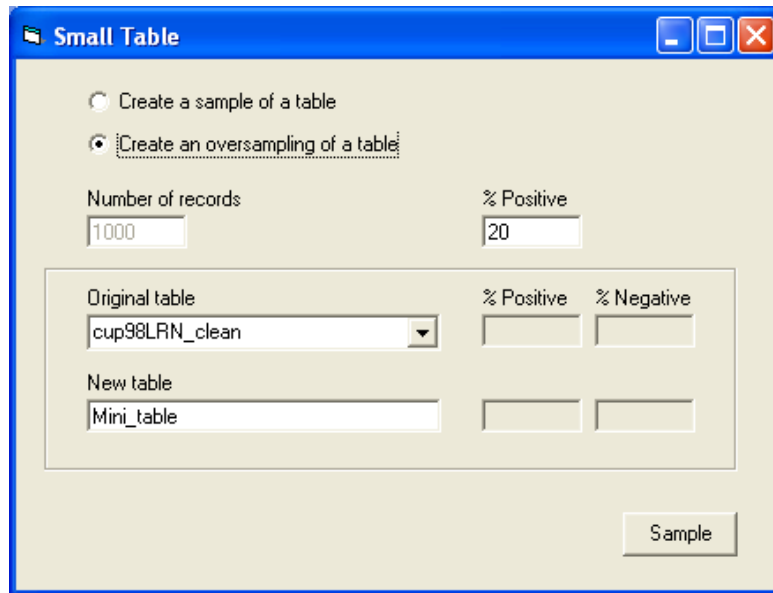 Small Table
Create a sample of a table
Create an oversampling of a table
Number of records % Positive
1000 20
Original table % Positive % Negative
cup98LRN_clean
New table
Mini_table
Sample